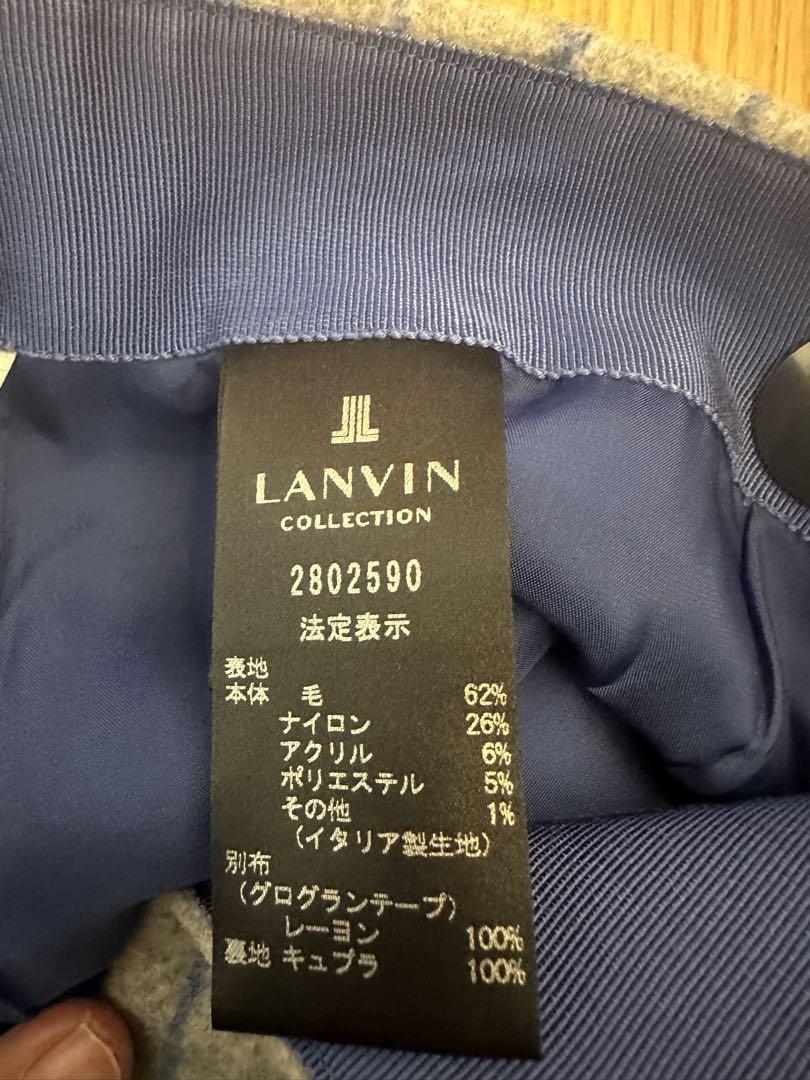 LANVIN
COLLECTION
2802590
法定表示
表地
本体 毛 62%
ナイロン 26%
アクリル 6%
ポリエステル 5%
その他 1%
(イタリア製生地)
別布
(グログランテープ)
レーヨン 100%
裏地 キュプラ 100%